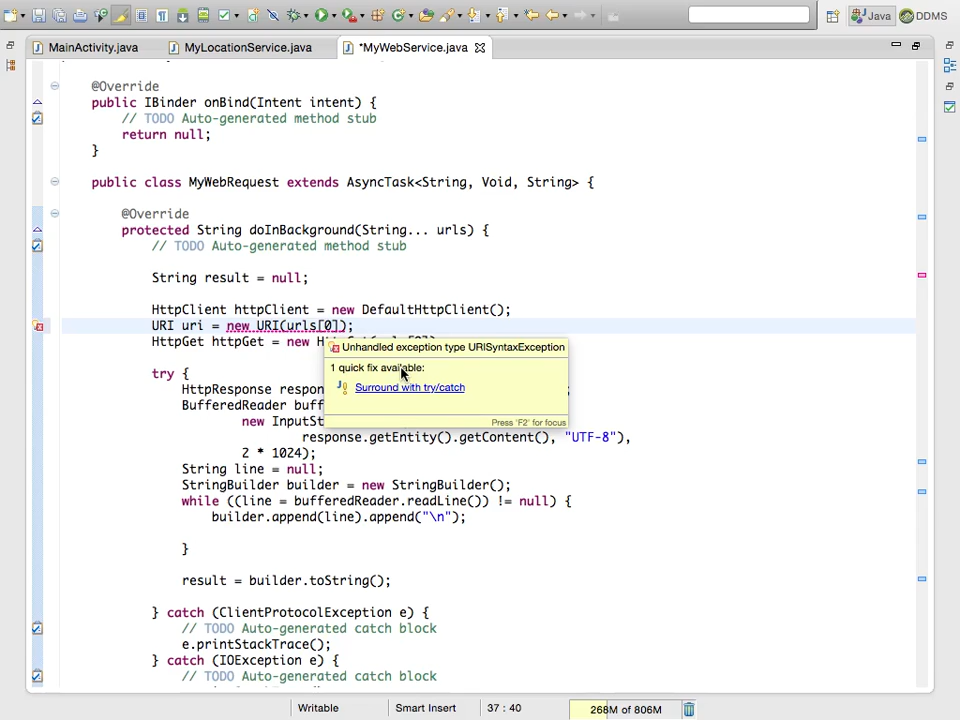 Java
DDMS
MainActivity.java
MyLocationService.java
*MyWebService.java
@Override
public IBinder onBind(Intent intent) {
// TODO Auto-generated method stub
return null;
}
public class MyWebRequest extends AsyncTask<String, Void, String> {
@Override
protected String doInBackground(String... urls) {
// TODO Auto-generated method stub
String result = null;
HttpClient httpClient = new DefaultHttpClient();
URI uri = new URI(urls[0]);
HttpGet httpGet = new
Unhandled exception type URISyntaxException
1 quick fix available:
try {
HttpResponse
Surround with try/catch
BufferedReader
new
Press 'F2' for focus
response.getEntity().getContent(), "UTF-8"),
2 * 1024);
String line = null;
StringBuilder builder = new StringBuilder();
while ((line = bufferedReader.readLine()) != null) {
builder.append(line).append("\n");
}
result = builder.toString();
} catch (ClientProtocolException e) {
// TODO Auto-generated catch block
e.printStackTrace();
} catch (IOException e) {
// TODO Auto-generated catch block
Writable
Smart Insert
37 : 40
268M of 806M